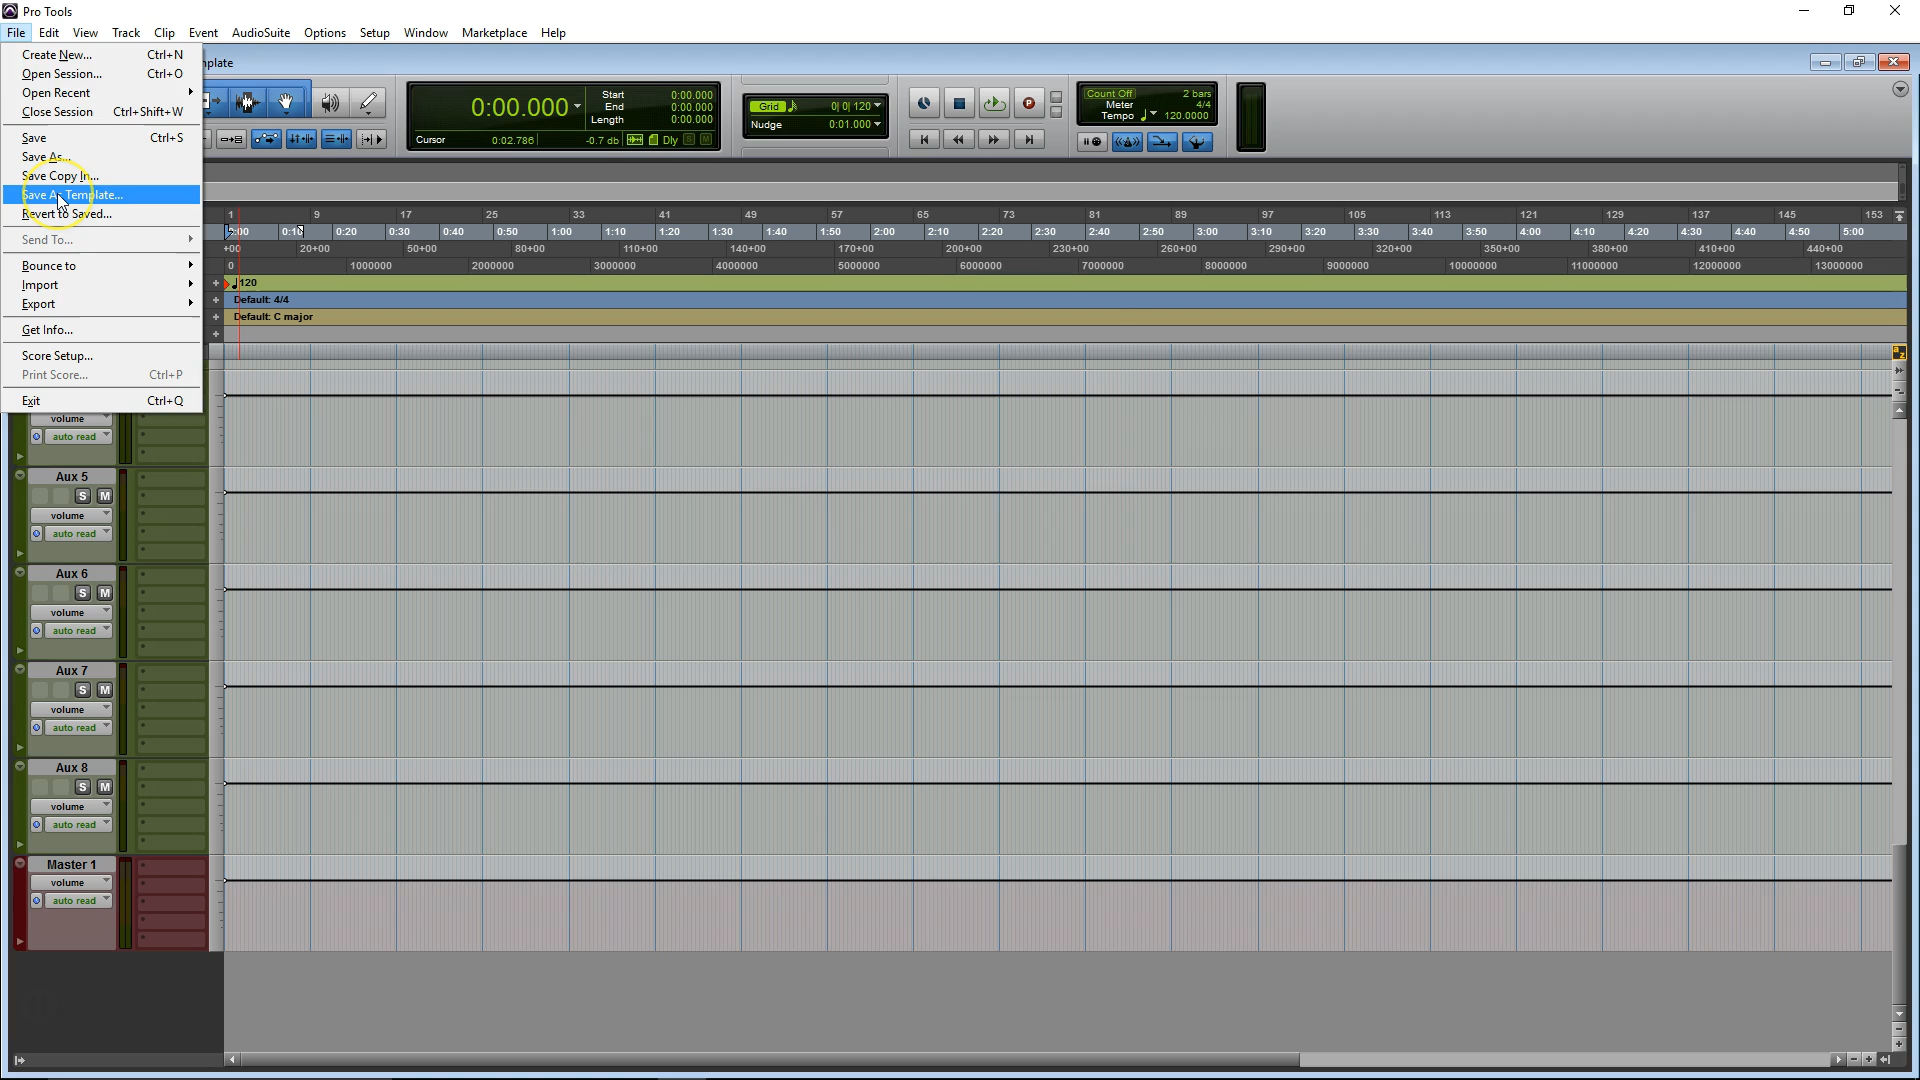 Pro Tools
File Edit View Track Clip Event AudioSuite Options Setup Window Marketplace Help
Create New... Ctrl+N
Open Session... Ctrl+O
Open Recent
Close Session Ctrl+Shift+W
Save Ctrl+S
Save As...
Save Copy In...
Save As Template...
Revert to Saved...
Send To...
Bounce to
Import
Export
Get Info...
Score Setup...
Print Score... Ctrl+P
Exit Ctrl+Q
mplate
0:00.000
Start 0:00.000
End 0:00.000
Length 0:00.000
Cursor 0:02.786 -0.7 db Dly S M
Grid 0| 0| 120
Nudge 0:01.000
Count Off 2 bars
Meter 4/4
Tempo 120.0000
1 9 17 25 33 41 49 57 65 73 81 89 97 105 113 121 129 137 145 153
0:00 0:10 0:20 0:30 0:40 0:50 1:00 1:10 1:20 1:30 1:40 1:50 2:00 2:10 2:20 2:30 2:40 2:50 3:00 3:10 3:20 3:30 3:40 3:50 4:00 4:10 4:20 4:30 4:40 4:50 5:00
+00 20+00 50+00 80+00 110+00 140+00 170+00 200+00 230+00 260+00 290+00 320+00 350+00 380+00 410+00 440+00
0 1000000 2000000 3000000 4000000 5000000 6000000 7000000 8000000 9000000 10000000 11000000 12000000 13000000
120
Default: 4/4
Default: C major
volume
auto read
Aux 5
S M
volume
auto read
Aux 6
S M
volume
auto read
Aux 7
S M
volume
auto read
Aux 8
S M
volume
auto read
Master 1
volume
auto read